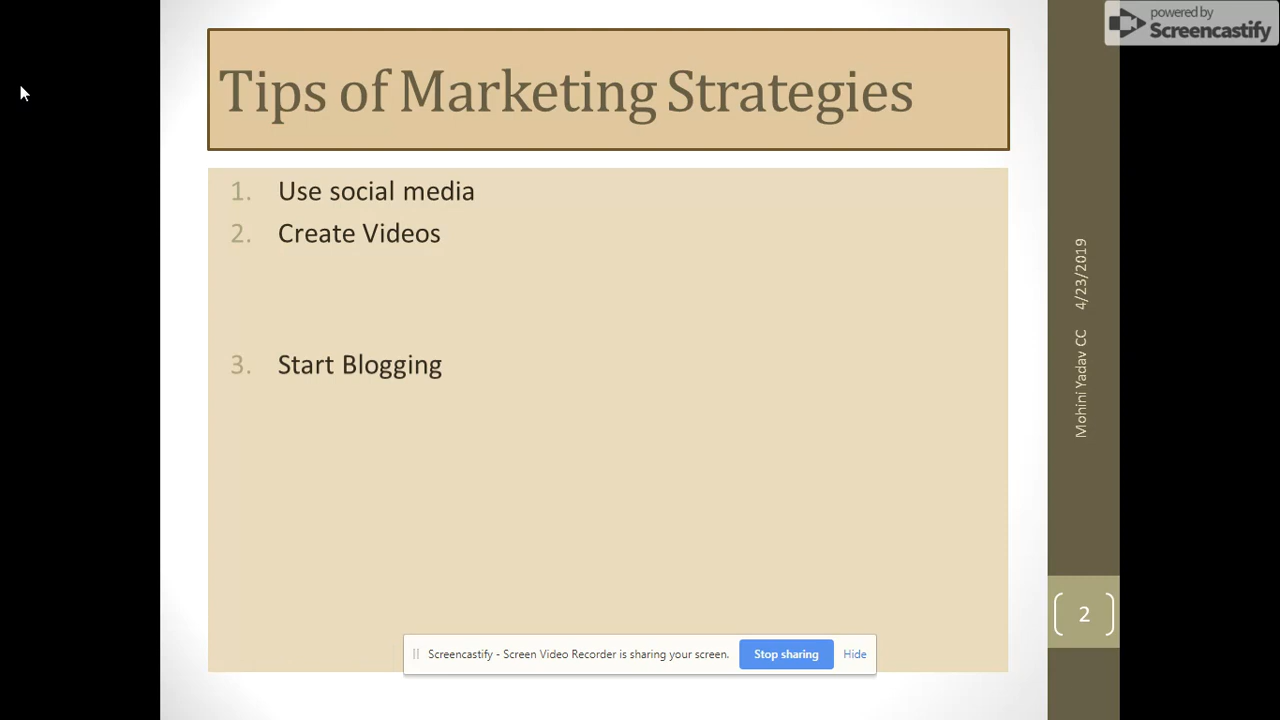 powered by
Screencastify
Tips of Marketing Strategies
1. Use social media
2. Create Videos
3. Start Blogging
Mohini Yadav CC 4/23/2019
2
Screencastify - Screen Video Recorder is sharing your screen. Stop sharing Hide